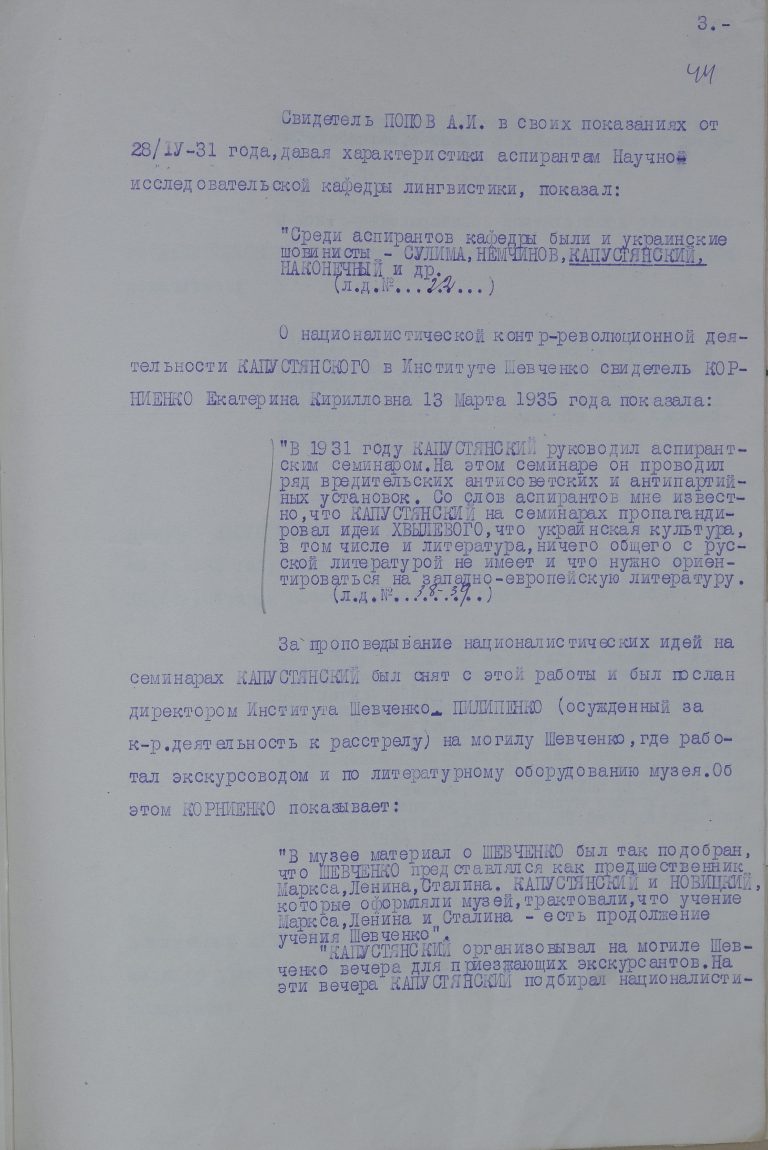 3.-
44
Свидетель ПОПОВ А.И. в своих показаниях от
28/IУ-31 года,давая характеристики аспирантам Научной
исследовательской кафедры лингвистики, показал:
"Среди аспирантов кафедры были и украинские
шовинисты - СУЛИМА,НЕМЧИНОВ,КАПУСТЯНСКИЙ,
НАКОНЕЧНЫЙ и др.
(л.д.№...22...)
О националистической контр-революционной дея-
тельности КАПУСТЯНСКОГО в Институте Шевченко свидетель КОР-
НИЕНКО Екатерина Кирилловна 13 Марта 1935 года показала:
"В 1931 году КАПУСТЯНСКИЙ руководил аспирант-
ским семинаром.На этом семинаре он проводил
ряд вредительских антисоветских и антипартий-
ных установок. Со слов аспирантов мне извест-
но,что КАПУСТЯНСКИЙ на семинарах пропаганди-
ровал идеи ХВЫЛЕВОГО,что украинская культура,
в том числе и литература,ничего общего с рус-
ской литературой не имеет и что нужно ориен-
тироваться на западно-европейскую литературу.
(л.д.№..38-39..)
За проповедывание националистических идей на
семинарах КАПУСТЯНСКИЙ был снят с этой работы и был послан
директором Института Шевченко- ПИЛИПЕНКО (осужденный за
к-р.деятельность к расстрелу) на могилу Шевченко,где рабо-
тал экскурсоводом и по литературному оборудованию музея.Об
этом КОРНИЕНКО показывает:
"В музее материал о ШЕВЧЕНКО был так подобран,
что ШЕВЧЕНКО представлялся как предшественник
Маркса,Ленина,Сталина. КАПУСТЯНСКИЙ и НОВИЦКИЙ,
которые оформляли музей,трактовали,что учение
Маркса,Ленина и Сталина - есть продолжение
учения Шевченко".
"КАПУСТЯНСКИЙ организовывал на могиле Шев-
ченко вечера для приезжающих экскурсантов.На
эти вечера КАПУСТЯНСКИЙ подбирал националисти-